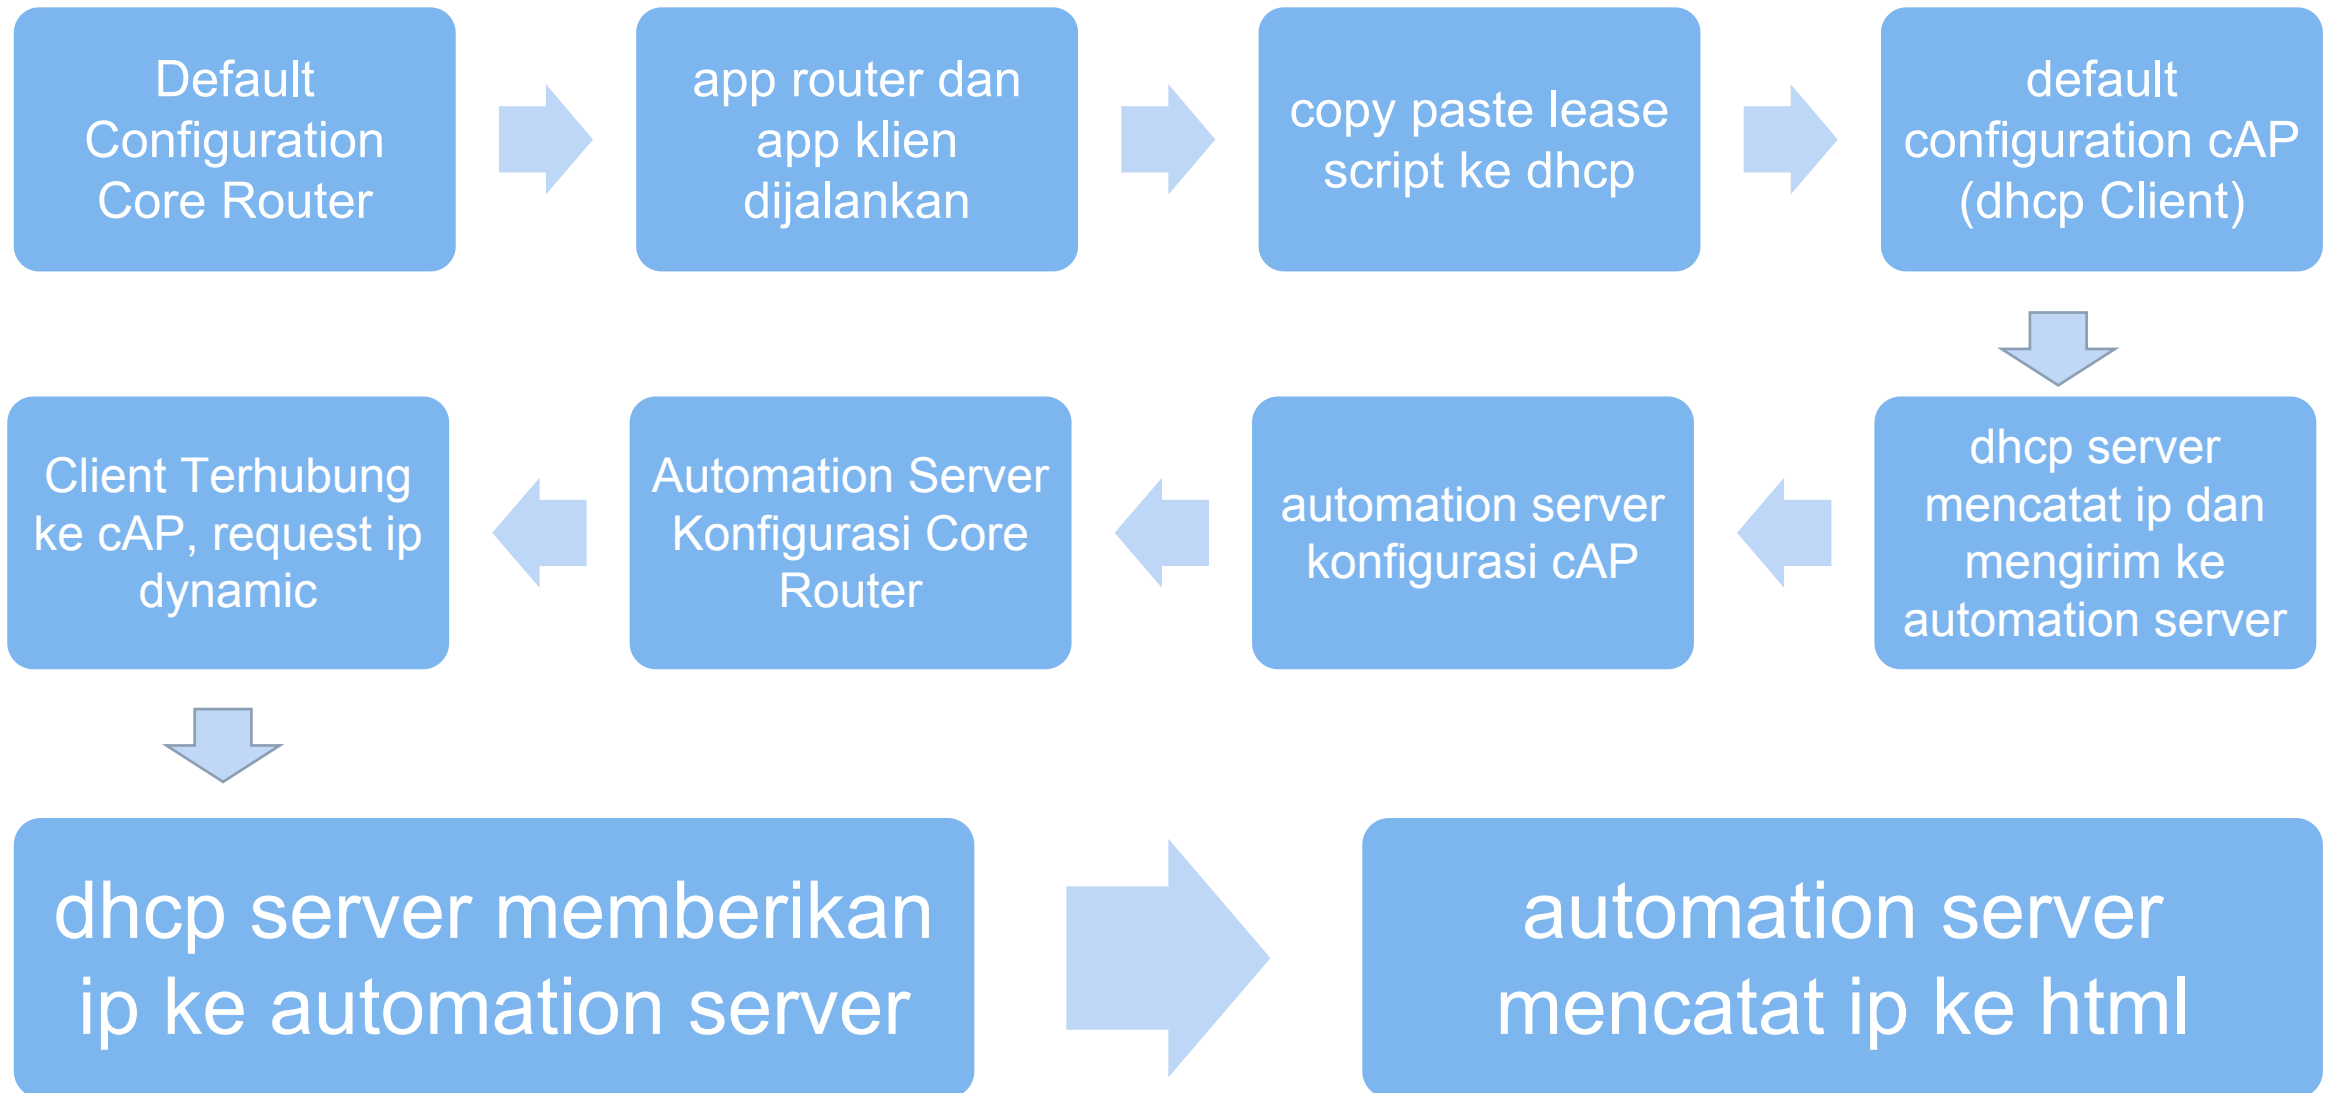 Default
Configuration
Core Router
app router dan
app klien
dijalankan
copy paste lease
script ke dhcp
default
configuration cAP
(dhcp Client)
dhcp server
mencatat ip dan
mengirim ke
automation server
automation server
konfigurasi cAP
Automation Server
Konfigurasi Core
Router
Client Terhubung
ke cAP, request ip
dynamic
dhcp server memberikan
ip ke automation server
automation server
mencatat ip ke html